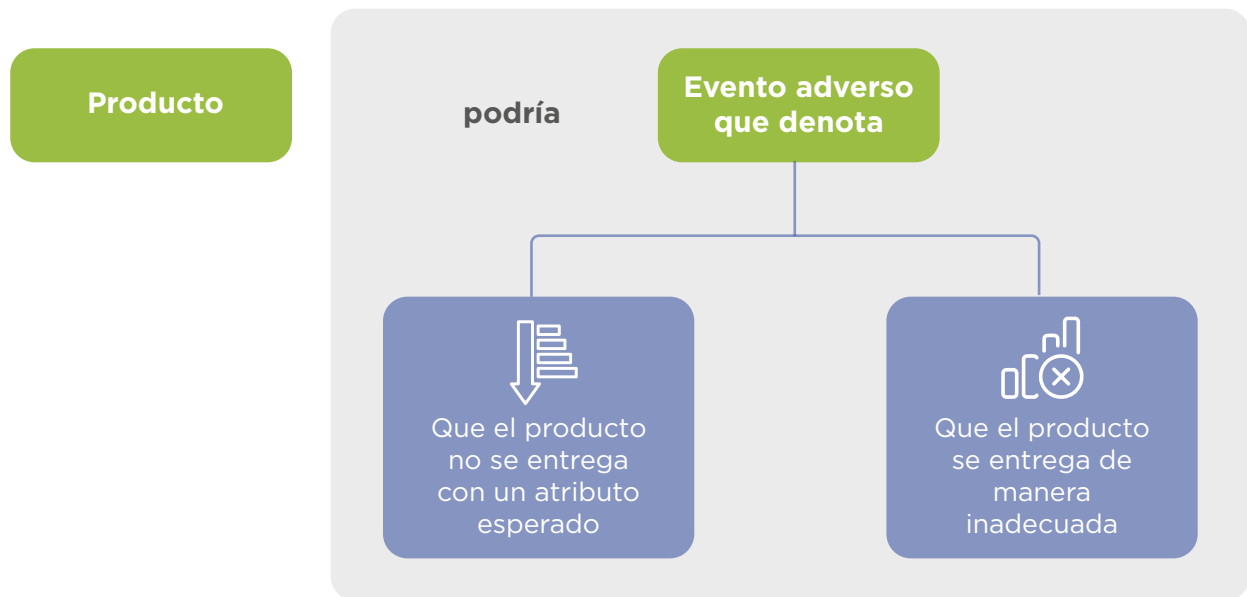 Producto
podría
Evento adverso
que denota
Que el producto
no se entrega
con un atributo
esperado
Que el producto
se entrega de
manera
inadecuada